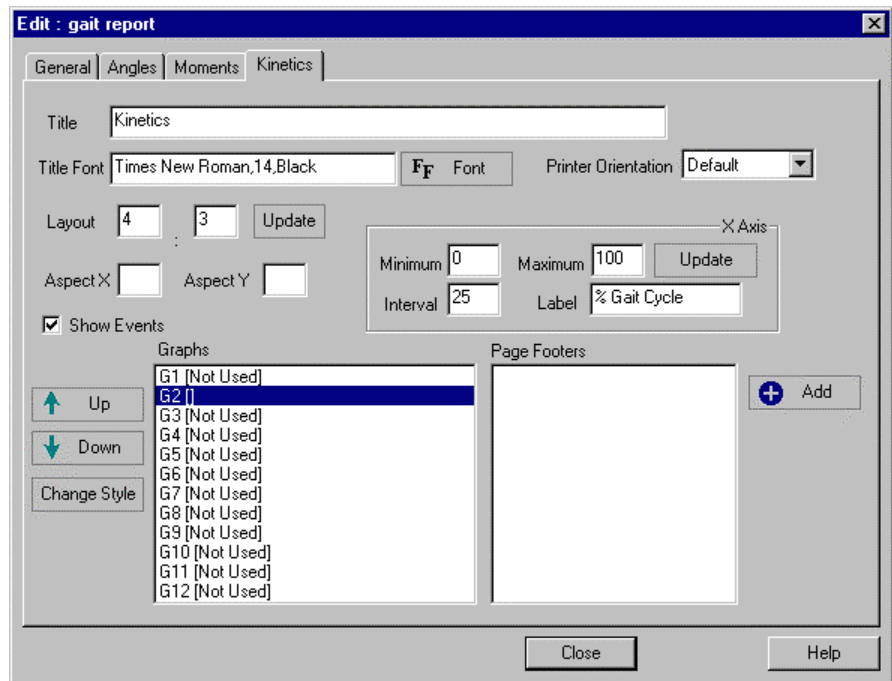 Edit : gait report
General Angles Moments Kinetics
Title Kinetics
Title Font Times New Roman,14,Black FF Font Printer Orientation Default
Layout 4 : 3 Update
X Axis
Minimum 0 Maximum 100 Update
Aspect X Aspect Y
Interval 25 Label % Gait Cycle
Show Events
Graphs Page Footers
G1 [Not Used]
G2 []
G3 [Not Used]
G4 [Not Used]
G5 [Not Used]
G6 [Not Used]
G7 [Not Used]
G8 [Not Used]
G9 [Not Used]
G10 [Not Used]
G11 [Not Used]
G12 [Not Used]
Up
Down
Change Style
Add
Close Help